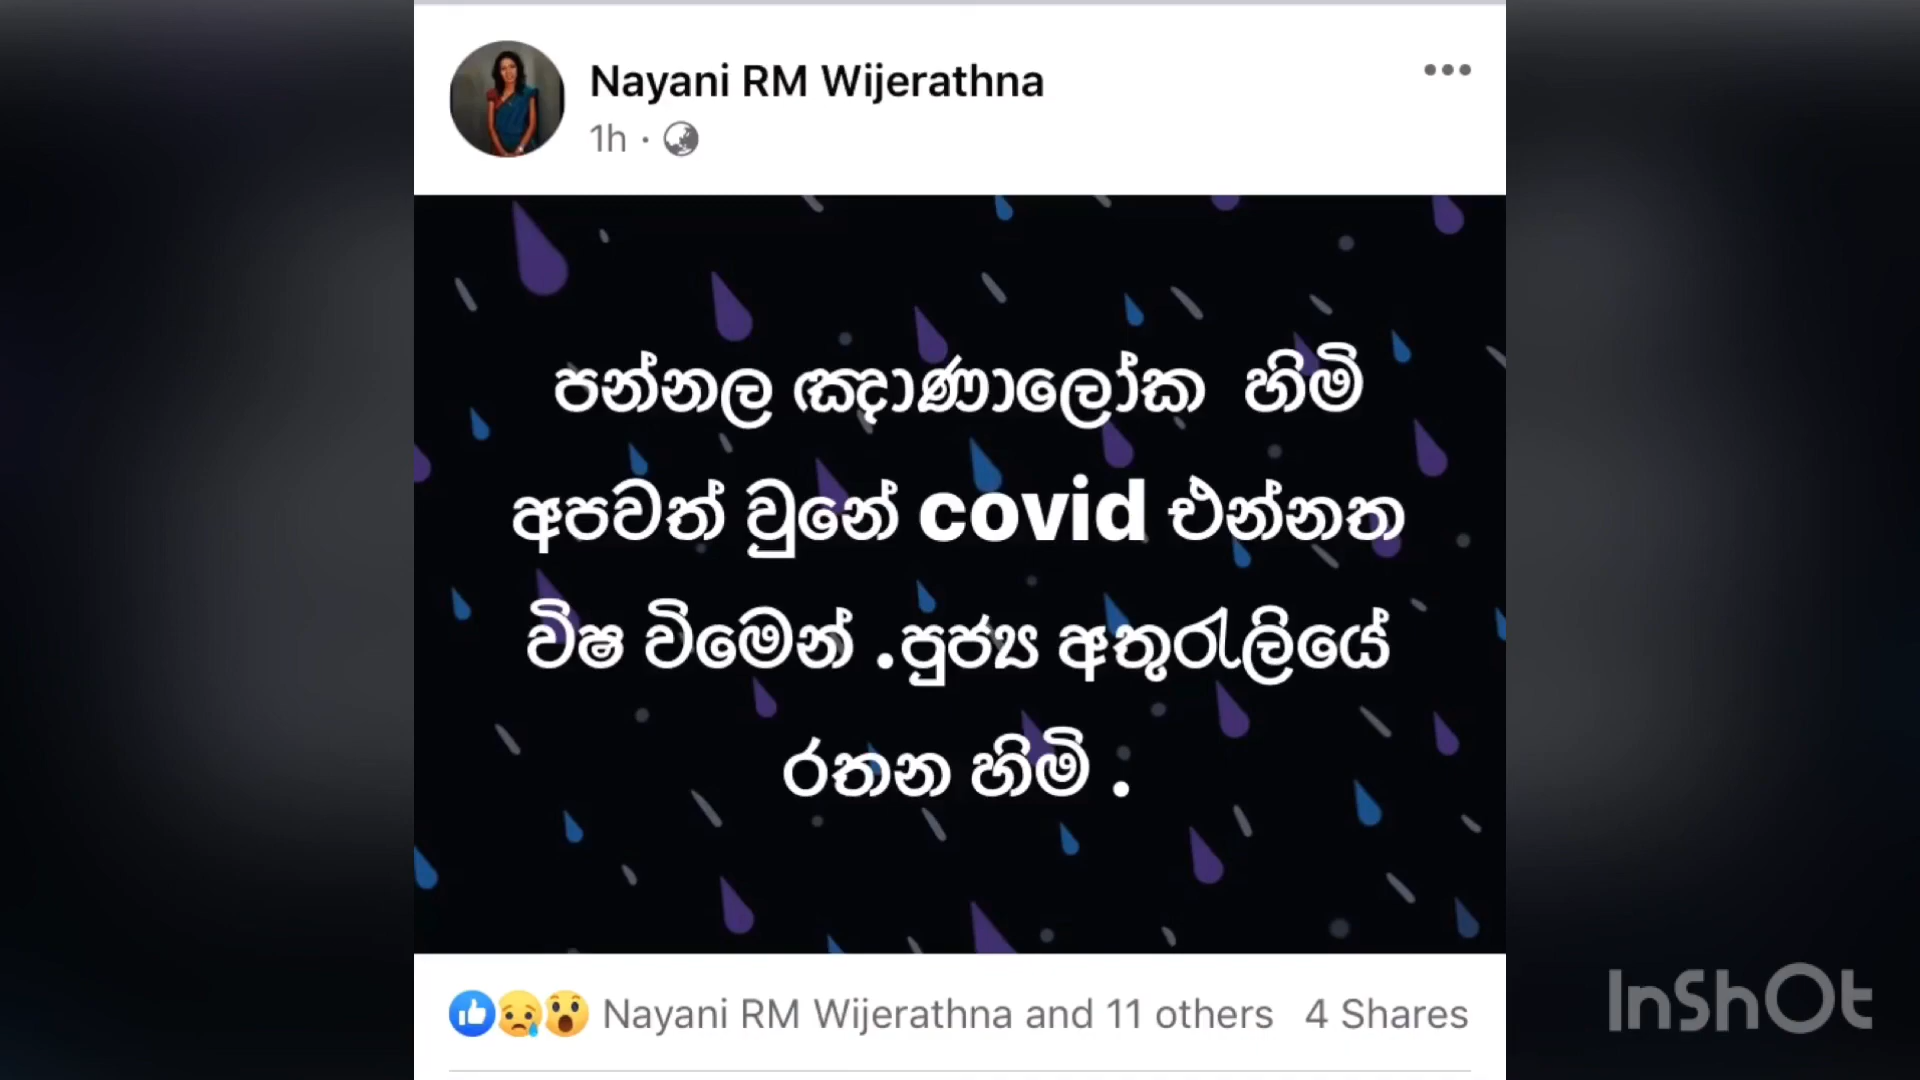 Nayani RM Wijerathna
1h ·
පන්නල ඤාණාලෝක හිමි
අපවත් වුනේ covid එන්නත
විෂ විමෙන් .පුජ්‍ය අතුරැලියේ
රතන හිමි .
Nayani RM Wijerathna and 11 others 4 Shares
InShOt